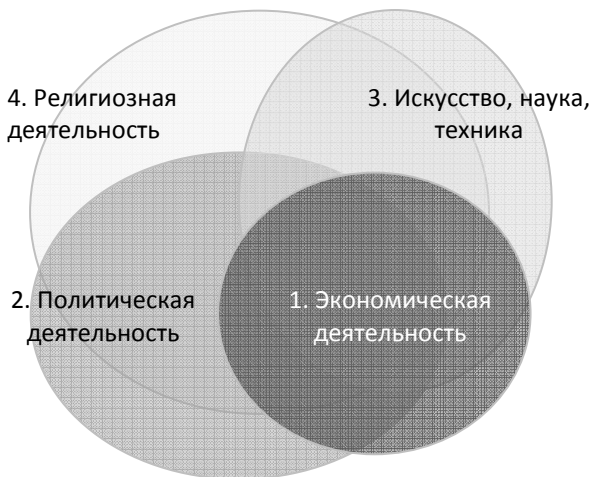 4. Религиозная
деятельность
3. Искусство, наука,
техника
2. Политическая
деятельность
1. Экономическая
деятельность